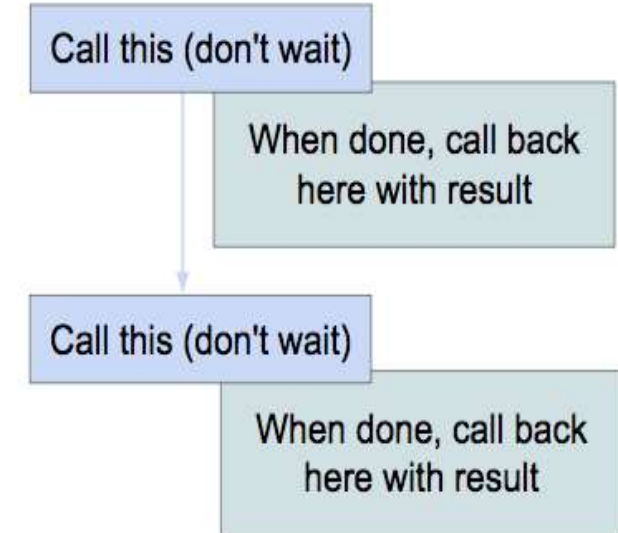 Call this (don't wait)
When done, call back
here with result
Call this (don't wait)
When done, call back
here with result